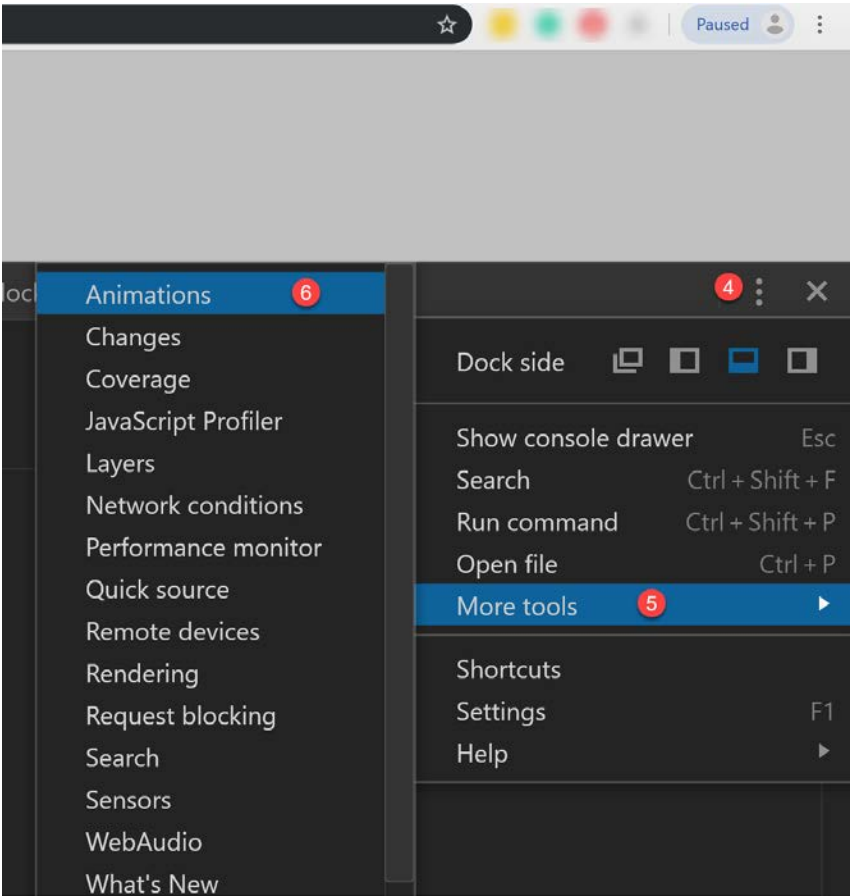 Paused
loc
Animations 6
Changes
Coverage
JavaScript Profiler
Layers
Network conditions
Performance monitor
Quick source
Remote devices
Rendering
Request blocking
Search
Sensors
WebAudio
What's New
4
Dock side
Show console drawer Esc
Search Ctrl + Shift + F
Run command Ctrl + Shift + P
Open file Ctrl + P
More tools 5
Shortcuts
Settings F1
Help